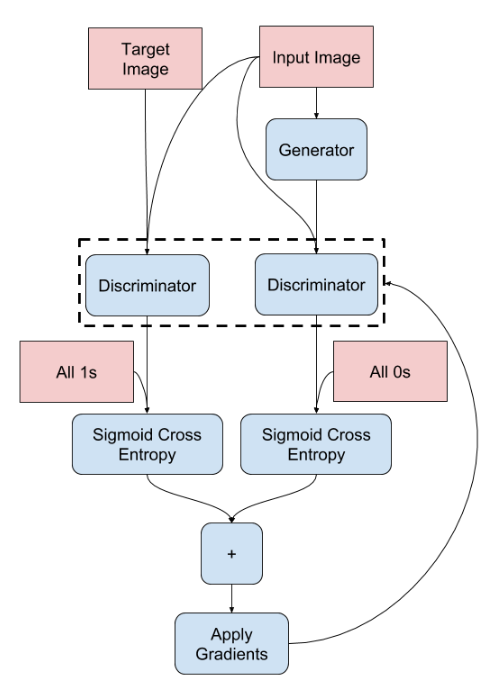 Target
Image
Input Image
Generator
Discriminator
Discriminator
All 1s
All 0s
Sigmoid Cross
Entropy
Sigmoid Cross
Entropy
+
Apply
Gradients